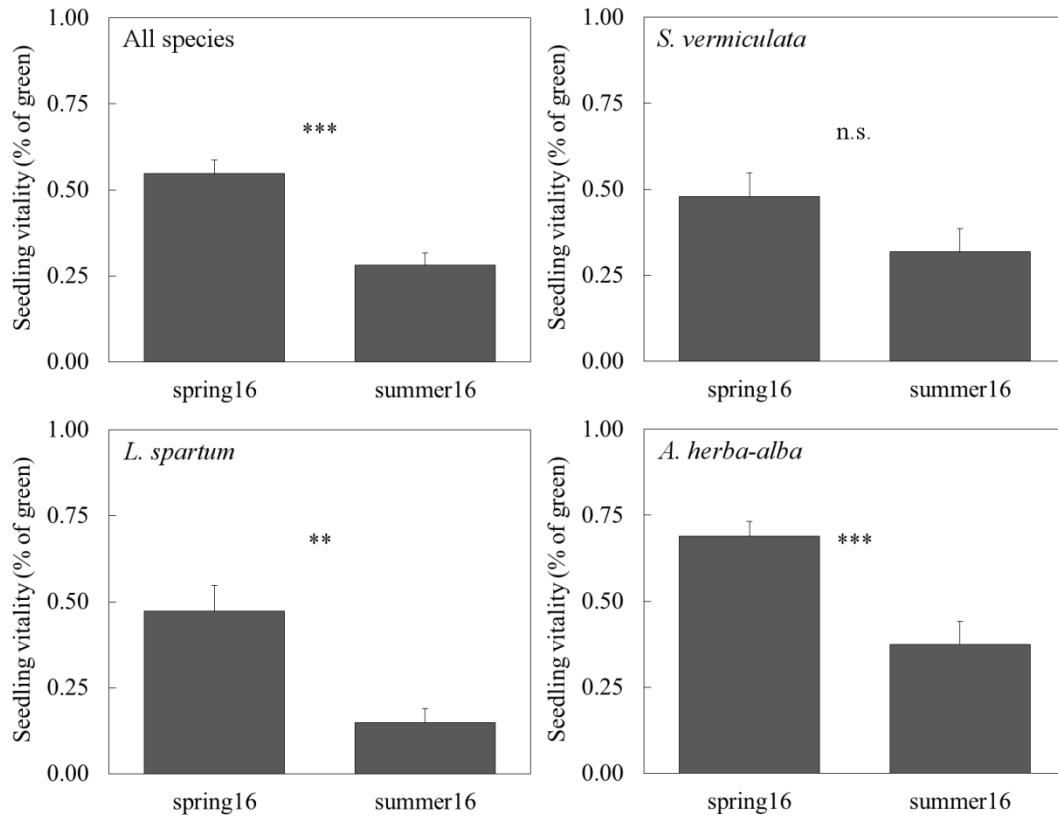 Seedling vitality (% of green)
1.00
0.75
0.50
0.25
0.00
All species
***
spring16
summer16
Seedling vitality (% of green)
1.00
0.75
0.50
0.25
0.00
S. vermiculata
n.s.
spring16
summer16
Seedling vitality (% of green)
1.00
0.75
0.50
0.25
0.00
L. spartum
**
spring16
summer16
Seedling vitality (% of green)
1.00
0.75
0.50
0.25
0.00
A. herba-alba
***
spring16
summer16